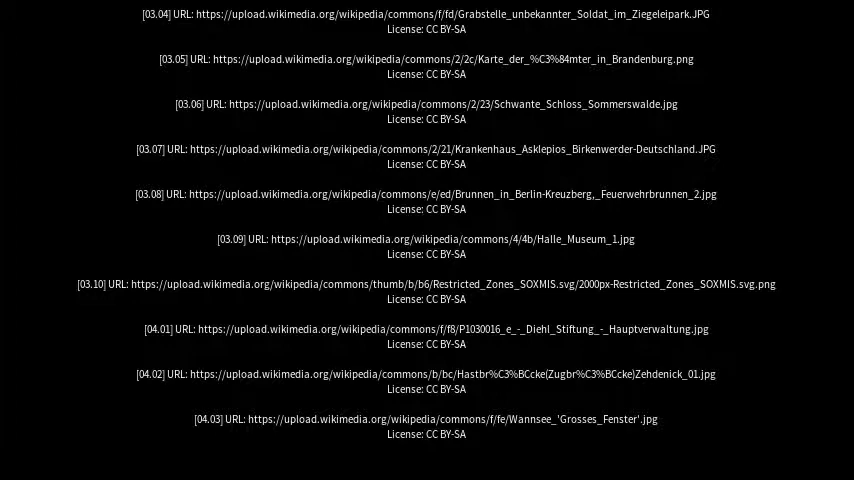 [03.04] URL: https://upload.wikimedia.org/wikipedia/commons/f/fd/Grabstelle_unbekannter_Soldat_im_Ziegeleipark.JPG
License: CC BY-SA
[03.05] URL: https://upload.wikimedia.org/wikipedia/commons/2/2c/Karte_der_%C3%84mter_in_Brandenburg.png
License: CC BY-SA
[03.06] URL: https://upload.wikimedia.org/wikipedia/commons/2/23/Schwante_Schloss_Sommerswalde.jpg
License: CC BY-SA
[03.07] URL: https://upload.wikimedia.org/wikipedia/commons/2/21/Krankenhaus_Asklepios_Birkenwerder-Deutschland.JPG
License: CC BY-SA
[03.08] URL: https://upload.wikimedia.org/wikipedia/commons/e/ed/Brunnen_in_Berlin-Kreuzberg,_Feuerwehrbrunnen_2.jpg
License: CC BY-SA
[03.09] URL: https://upload.wikimedia.org/wikipedia/commons/4/4b/Halle_Museum_1.jpg
License: CC BY-SA
[03.10] URL: https://upload.wikimedia.org/wikipedia/commons/thumb/b/b6/Restricted_Zones_SOXMIS.svg/2000px-Restricted_Zones_SOXMIS.svg.png
License: CC BY-SA
[04.01] URL: https://upload.wikimedia.org/wikipedia/commons/f/f8/P1030016_e_-_Diehl_Stiftung_-_Hauptverwaltung.jpg
License: CC BY-SA
[04.02] URL: https://upload.wikimedia.org/wikipedia/commons/b/bc/Hastbr%C3%BCcke(Zugbr%C3%BCcke)Zehdenick_01.jpg
License: CC BY-SA
[04.03] URL: https://upload.wikimedia.org/wikipedia/commons/f/fe/Wannsee_'Grosses_Fenster'.jpg
License: CC BY-SA